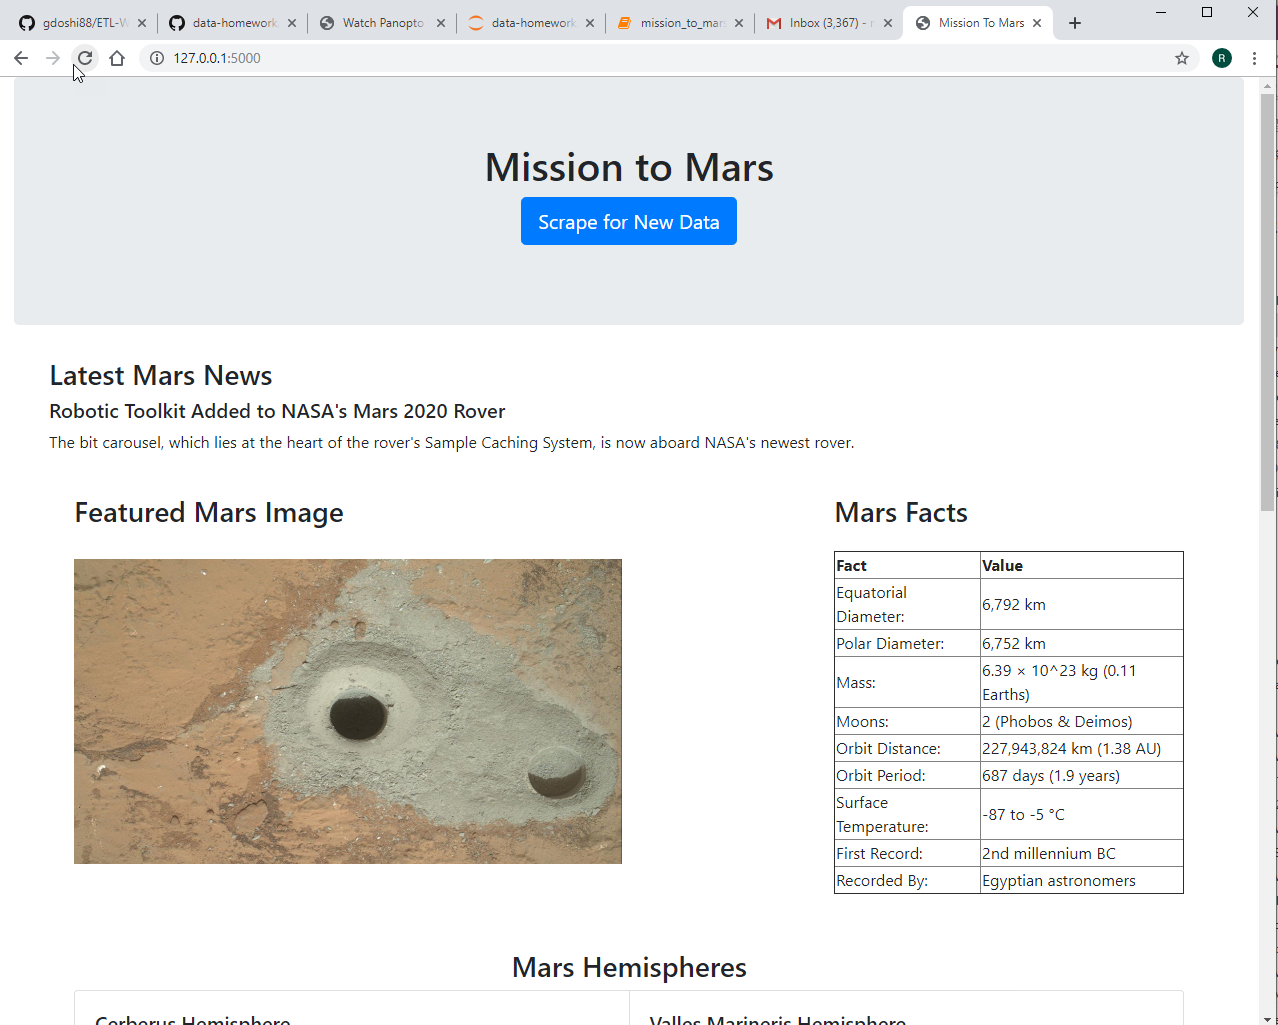 gdoshi88/ETL-W
data-homework
Watch Panopto
data-homework
mission_to_mar
Inbox (3,367) -
Mission To Mars
127.0.0.1:5000
R
Mission to Mars
Scrape for New Data
Latest Mars News
Robotic Toolkit Added to NASA's Mars 2020 Rover
The bit carousel, which lies at the heart of the rover's Sample Caching System, is now aboard NASA's newest rover.
Featured Mars Image
Mars Facts
Fact Value
Equatorial
Diameter: 6,792 km
Polar Diameter: 6,752 km
Mass: 6.39 × 10^23 kg (0.11
Earths)
Moons: 2 (Phobos & Deimos)
Orbit Distance: 227,943,824 km (1.38 AU)
Orbit Period: 687 days (1.9 years)
Surface
Temperature: -87 to -5 °C
First Record: 2nd millennium BC
Recorded By: Egyptian astronomers
Mars Hemispheres
Cerberus Hemisphere
Valles Marineris Hemisphere